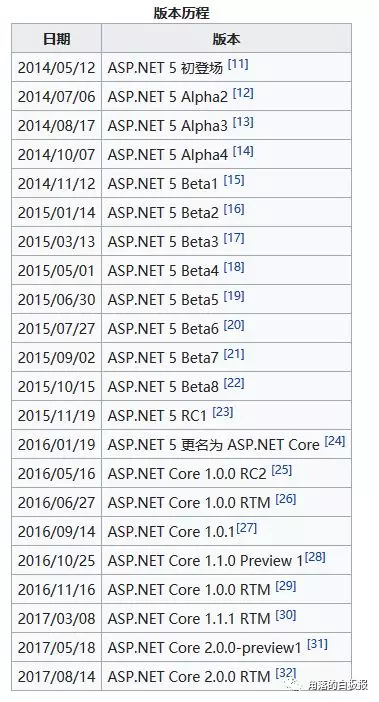 版本历程
日期 版本
2014/05/12 ASP.NET 5 初登场 [11]
2014/07/06 ASP.NET 5 Alpha2 [12]
2014/08/17 ASP.NET 5 Alpha3 [13]
2014/10/07 ASP.NET 5 Alpha4 [14]
2014/11/12 ASP.NET 5 Beta1 [15]
2015/01/14 ASP.NET 5 Beta2 [16]
2015/03/13 ASP.NET 5 Beta3 [17]
2015/05/01 ASP.NET 5 Beta4 [18]
2015/06/30 ASP.NET 5 Beta5 [19]
2015/07/27 ASP.NET 5 Beta6 [20]
2015/09/02 ASP.NET 5 Beta7 [21]
2015/10/15 ASP.NET 5 Beta8 [22]
2015/11/19 ASP.NET 5 RC1 [23]
2016/01/19 ASP.NET 5 更名为 ASP.NET Core [24]
2016/05/16 ASP.NET Core 1.0.0 RC2 [25]
2016/06/27 ASP.NET Core 1.0.0 RTM [26]
2016/09/14 ASP.NET Core 1.0.1[27]
2016/10/25 ASP.NET Core 1.1.0 Preview 1[28]
2016/11/16 ASP.NET Core 1.0.0 RTM [29]
2017/03/08 ASP.NET Core 1.1.1 RTM [30]
2017/05/18 ASP.NET Core 2.0.0-preview1 [31]
2017/08/14 ASP.NET Core 2.0.0 RTM [32]
角落的白板报